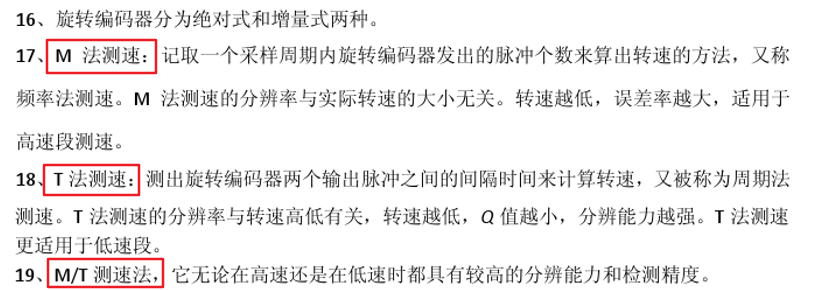 16、旋转编码器分为绝对式和增量式两种。
17、M 法测速：记取一个采样周期内旋转编码器发出的脉冲个数来算出转速的方法，又称
频率法测速。M 法测速的分辨率与实际转速的大小无关。转速越低，误差率越大，适用于
高速段测速。
18、T 法测速：测出旋转编码器两个输出脉冲之间的间隔时间来计算转速，又被称为周期法
测速。T 法测速的分辨率与转速高低有关，转速越低，Q 值越小，分辨能力越强。T 法测速
更适用于低速段。
19、M/T 测速法，它无论在高速还是在低速时都具有较高的分辨能力和检测精度。